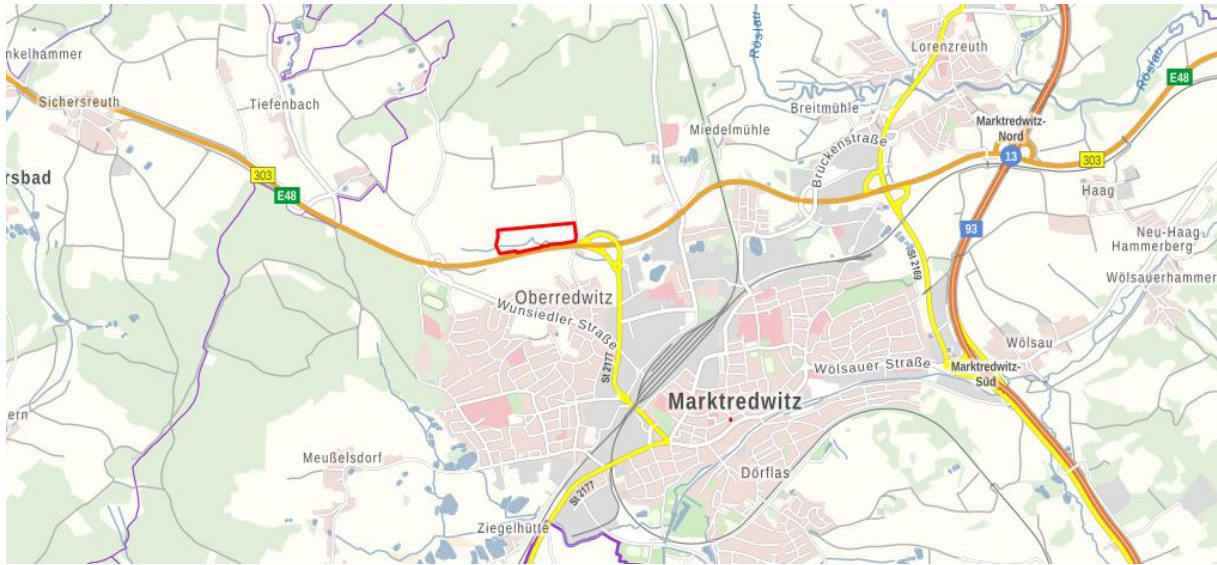 Lorenzreuth
Röslau
Röslau
nkelhammer
E48
Sichersreuth
Tiefenbach
Breitmühle
Marktredwitz-
Nord
Miedelmühle
Brückenstraße
13
303
303
ersbad
E48
Haag
93
Neu-Haag
Hammerberg
St 2169
Wölsauerhammer
Oberredwitz
Wunsiedler Straße
Wölsau
St 2177
Wölsauer Straße
Marktredwitz-
Süd
Marktredwitz
ern
Meußelsdorf
Dörflas
St 2177
Ziegelhütte